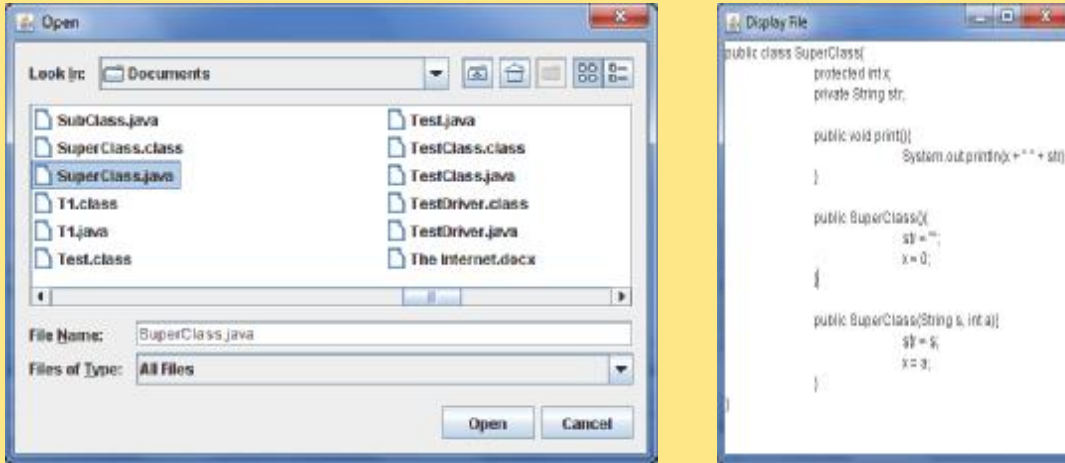 Open
Look In: Documents
SubClass.java
SuperClass.class
SuperClass.java
T1.class
T1.java
Test.class
Test.java
TestClass.class
TestClass.java
TestDriver.class
TestDriver.java
The Internet.docx
File Name: SuperClass.java
Files of Type: All Files
Open Cancel
Display File
public class SuperClass{
protected int x;
private String str;
public void print(){
System.out.println(x + " " + str)
}
public SuperClass(){
str = "";
x = 0;
}
public SuperClass(String s, int a){
str = s;
x = a;
}
}